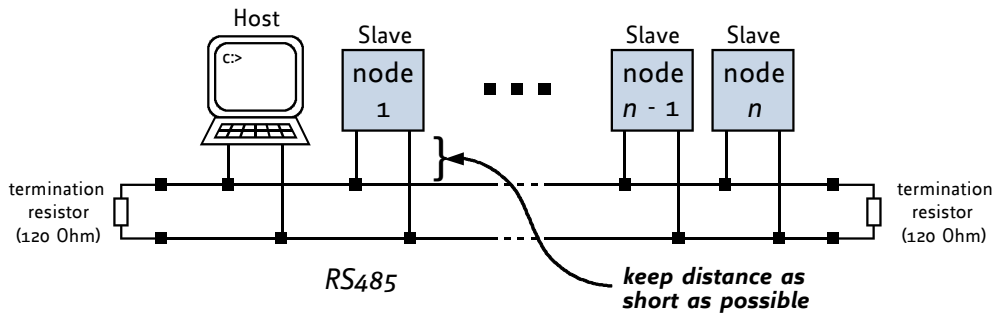 Host
c:>
Slave
node
1
Slave
node
n - 1
Slave
node
n
termination
resistor
(120 Ohm)
termination
resistor
(120 Ohm)
RS485
keep distance as
short as possible